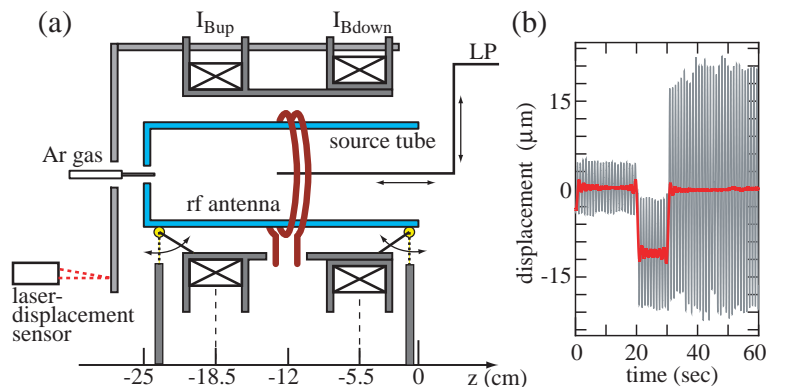 (a)
I_Bup
I_Bdown
LP
source tube
Ar gas
rf antenna
laser-
displacement
sensor
-25
-18.5
-12
-5.5
0
z (cm)
(b)
displacement (μm)
15
0
-15
0
20
40
60
time (sec)